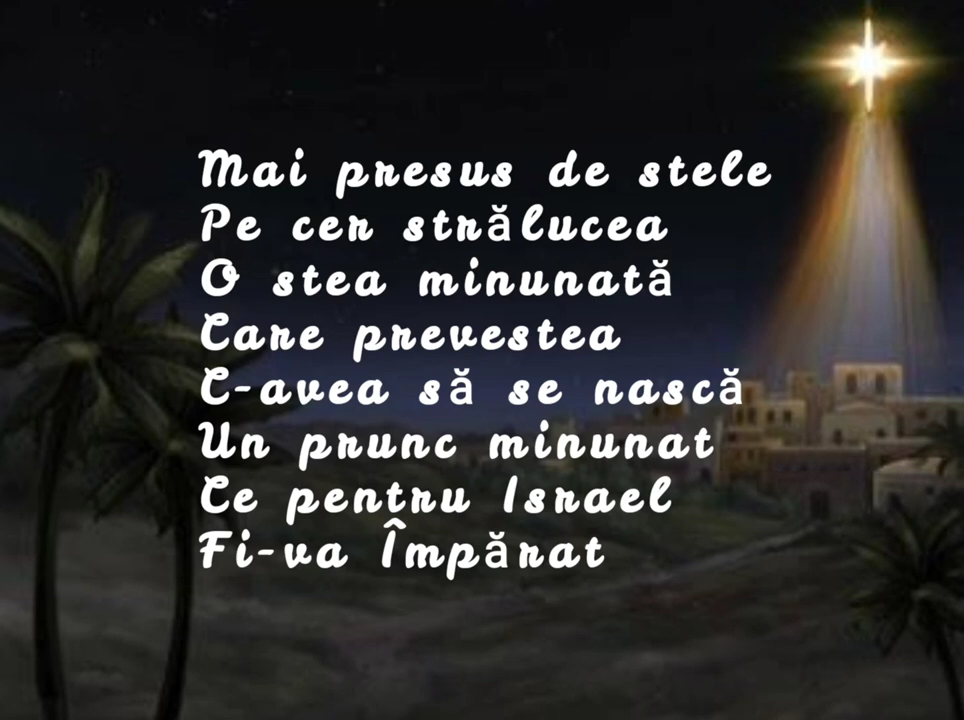 Mai presus de stele
Pe cer strălucea
O stea minunată
Care prevestea
C-avea să se nască
Un prunc minunat
Ce pentru Israel
Fi-va Împărat